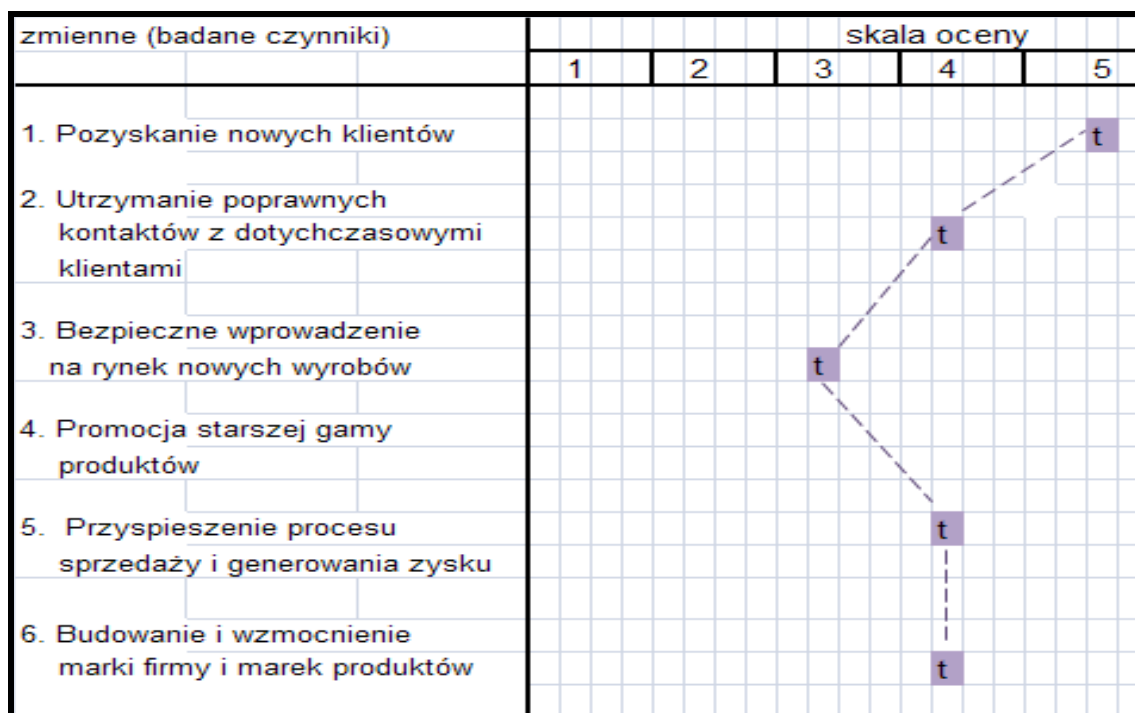 zmienne (badane czynniki)
skala oceny
1 2 3 4 5
1. Pozyskanie nowych klientów
t
2. Utrzymanie poprawnych
kontaktów z dotychczasowymi
t
klientami
3. Bezpieczne wprowadzenie
na rynek nowych wyrobów
t
4. Promocja starszej gamy
produktów
5. Przyspieszenie procesu
t
sprzedaży i generowania zysku
6. Budowanie i wzmocnienie
marki firmy i marek produktów
t